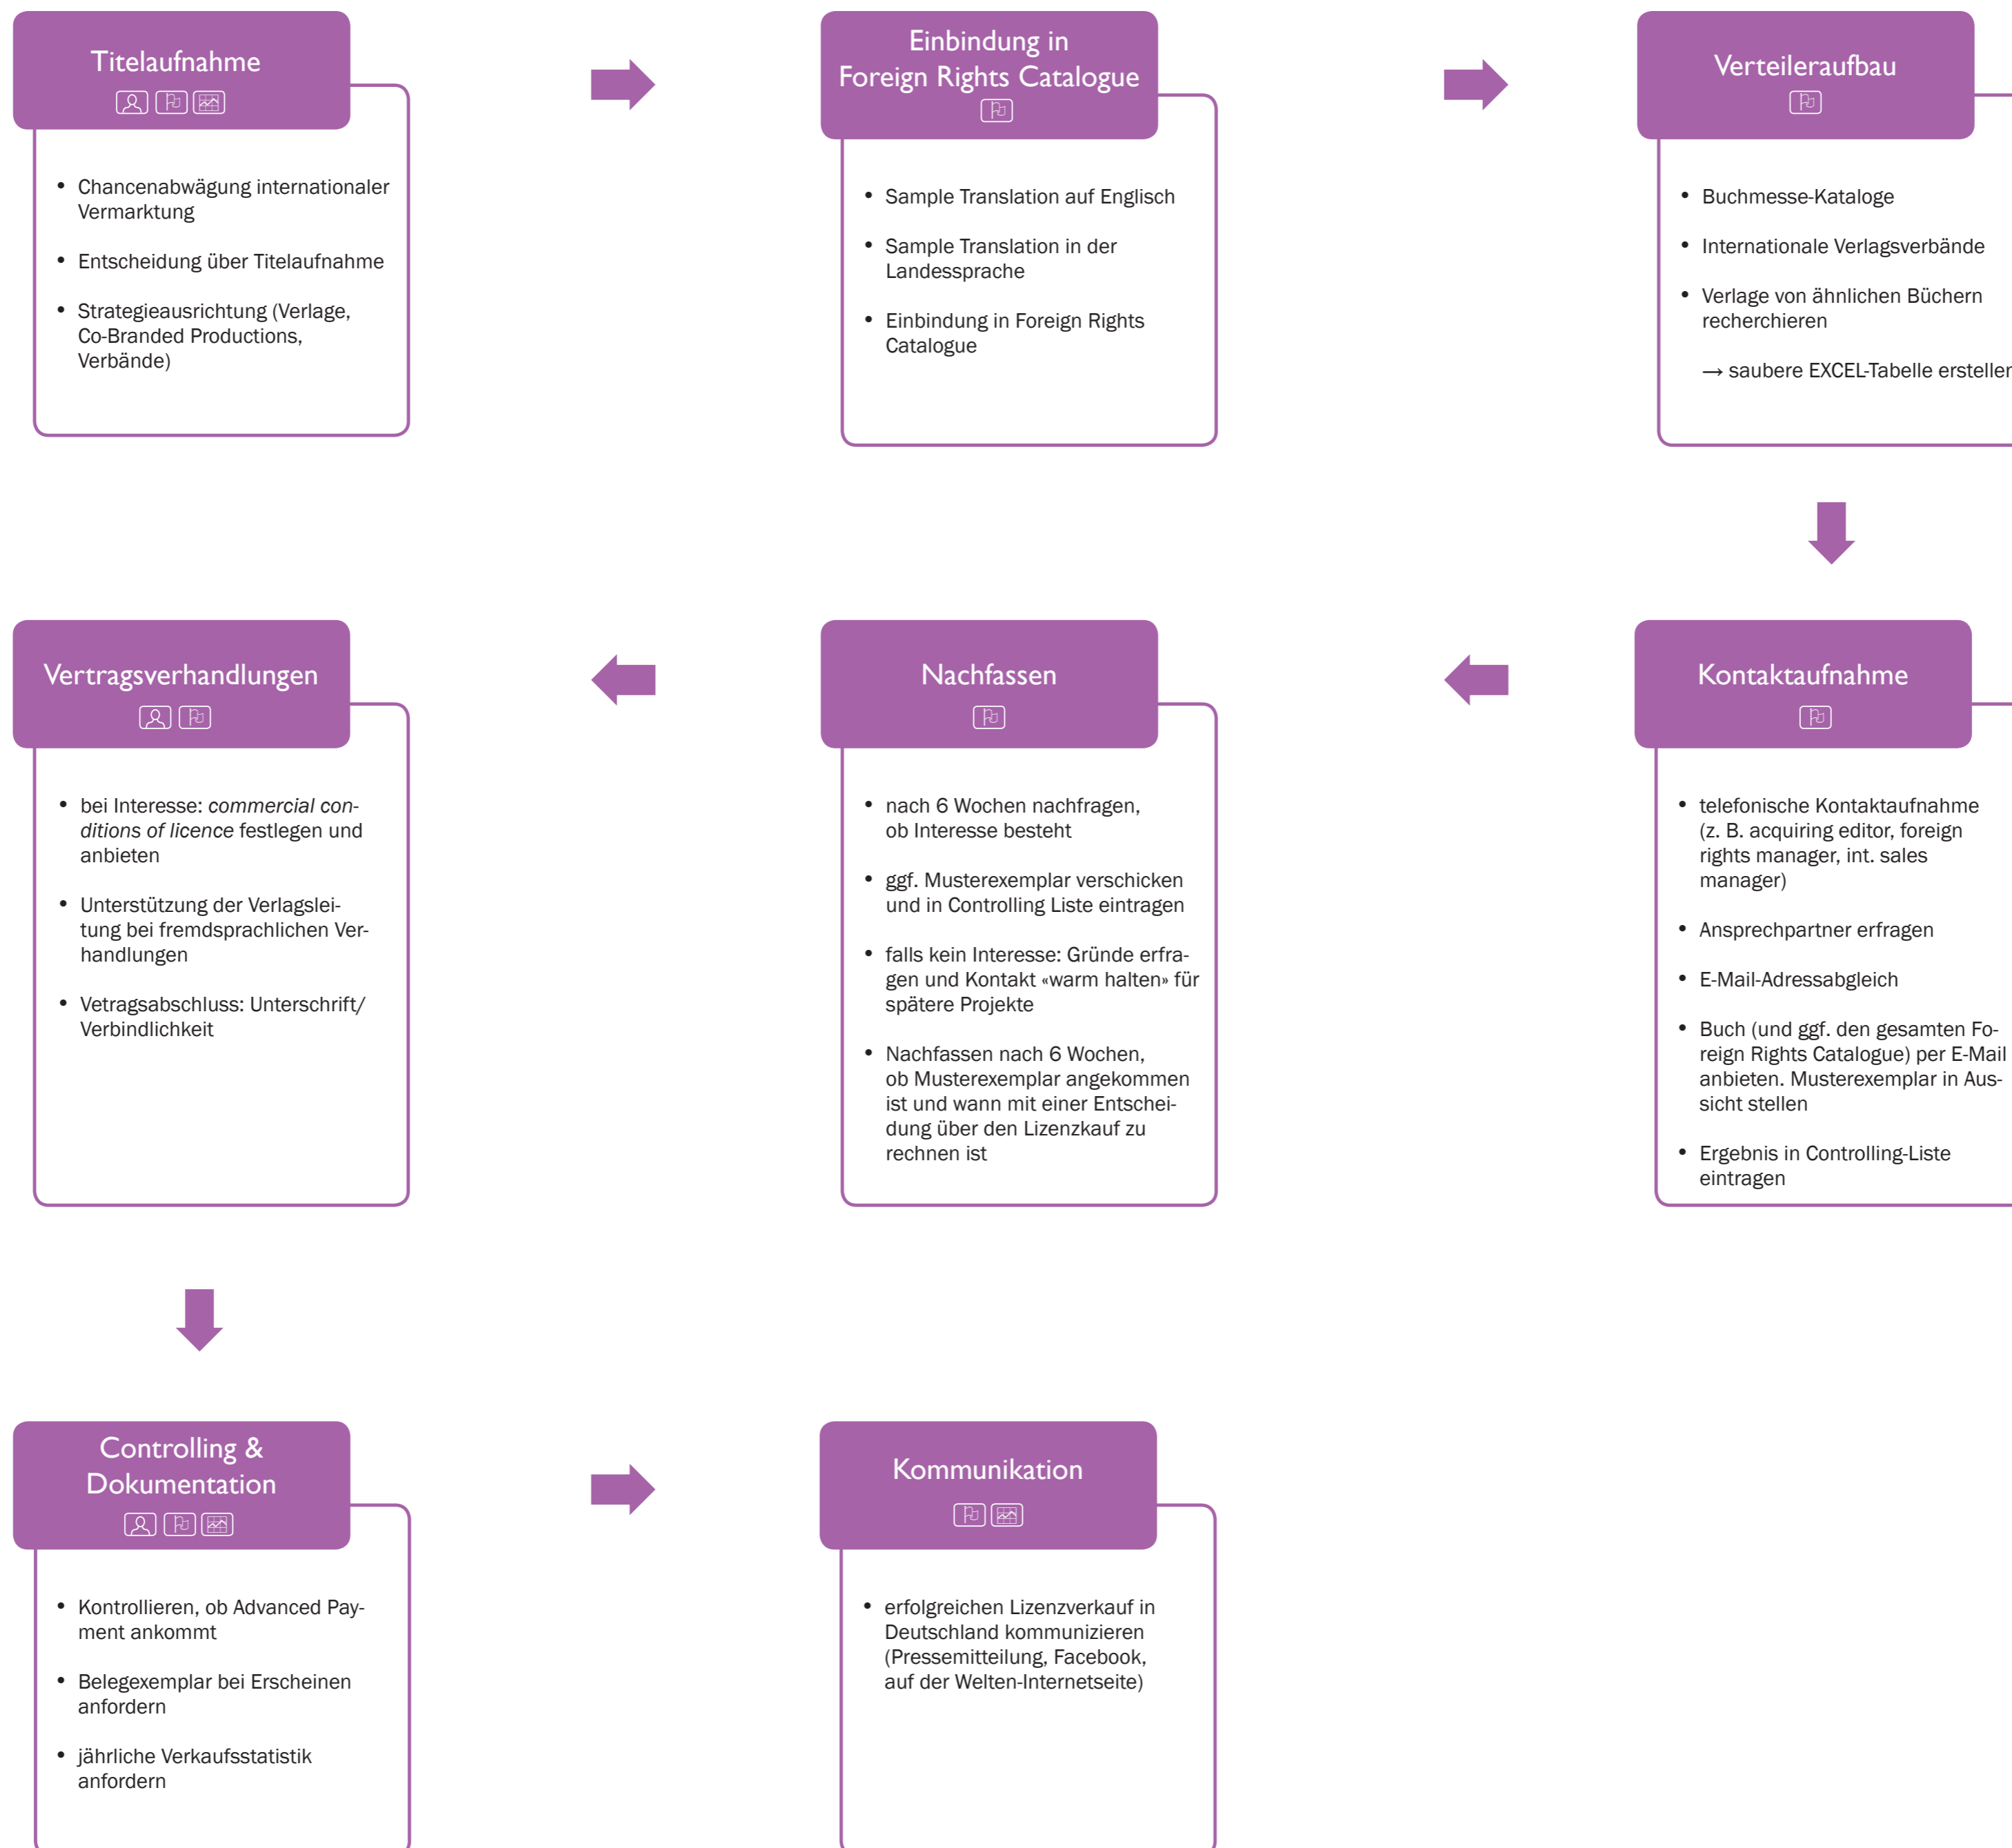 Titelaufnahme
• Chancenabwägung internationaler
Vermarktung
• Entscheidung über Titelaufnahme
• Strategieausrichtung (Verlage,
Co-Branded Productions,
Verbände)
Einbindung in
Foreign Rights Catalogue
• Sample Translation auf Englisch
• Sample Translation in der
Landessprache
• Einbindung in Foreign Rights
Catalogue
Verteileraufbau
• Buchmesse-Kataloge
• Internationale Verlagsverbände
• Verlage von ähnlichen Büchern
recherchieren
→ saubere EXCEL-Tabelle erstellen
Kontaktaufnahme
• telefonische Kontaktaufnahme
(z. B. acquiring editor, foreign
rights manager, int. sales
manager)
• Ansprechpartner erfragen
• E-Mail-Adressabgleich
• Buch (und ggf. den gesamten Fo-
reign Rights Catalogue) per E-Mail
anbieten. Musterexemplar in Aus-
sicht stellen
• Ergebnis in Controlling-Liste
eintragen
Nachfassen
• nach 6 Wochen nachfragen,
ob Interesse besteht
• ggf. Musterexemplar verschicken
und in Controlling Liste eintragen
• falls kein Interesse: Gründe erfra-
gen und Kontakt «warm halten» für
spätere Projekte
• Nachfassen nach 6 Wochen,
ob Musterexemplar angekommen
ist und wann mit einer Entschei-
dung über den Lizenzkauf zu
rechnen ist
Vertragsverhandlungen
• bei Interesse: commercial con-
ditions of licence festlegen und
anbieten
• Unterstützung der Verlagslei-
tung bei fremdsprachlichen Ver-
handlungen
• Vetragsabschluss: Unterschrift/
Verbindlichkeit
Controlling &
Dokumentation
• Kontrollieren, ob Advanced Pay-
ment ankommt
• Belegexemplar bei Erscheinen
anfordern
• jährliche Verkaufsstatistik
anfordern
Kommunikation
• erfolgreichen Lizenzverkauf in
Deutschland kommunizieren
(Pressemitteilung, Facebook,
auf der Welten-Internetseite)